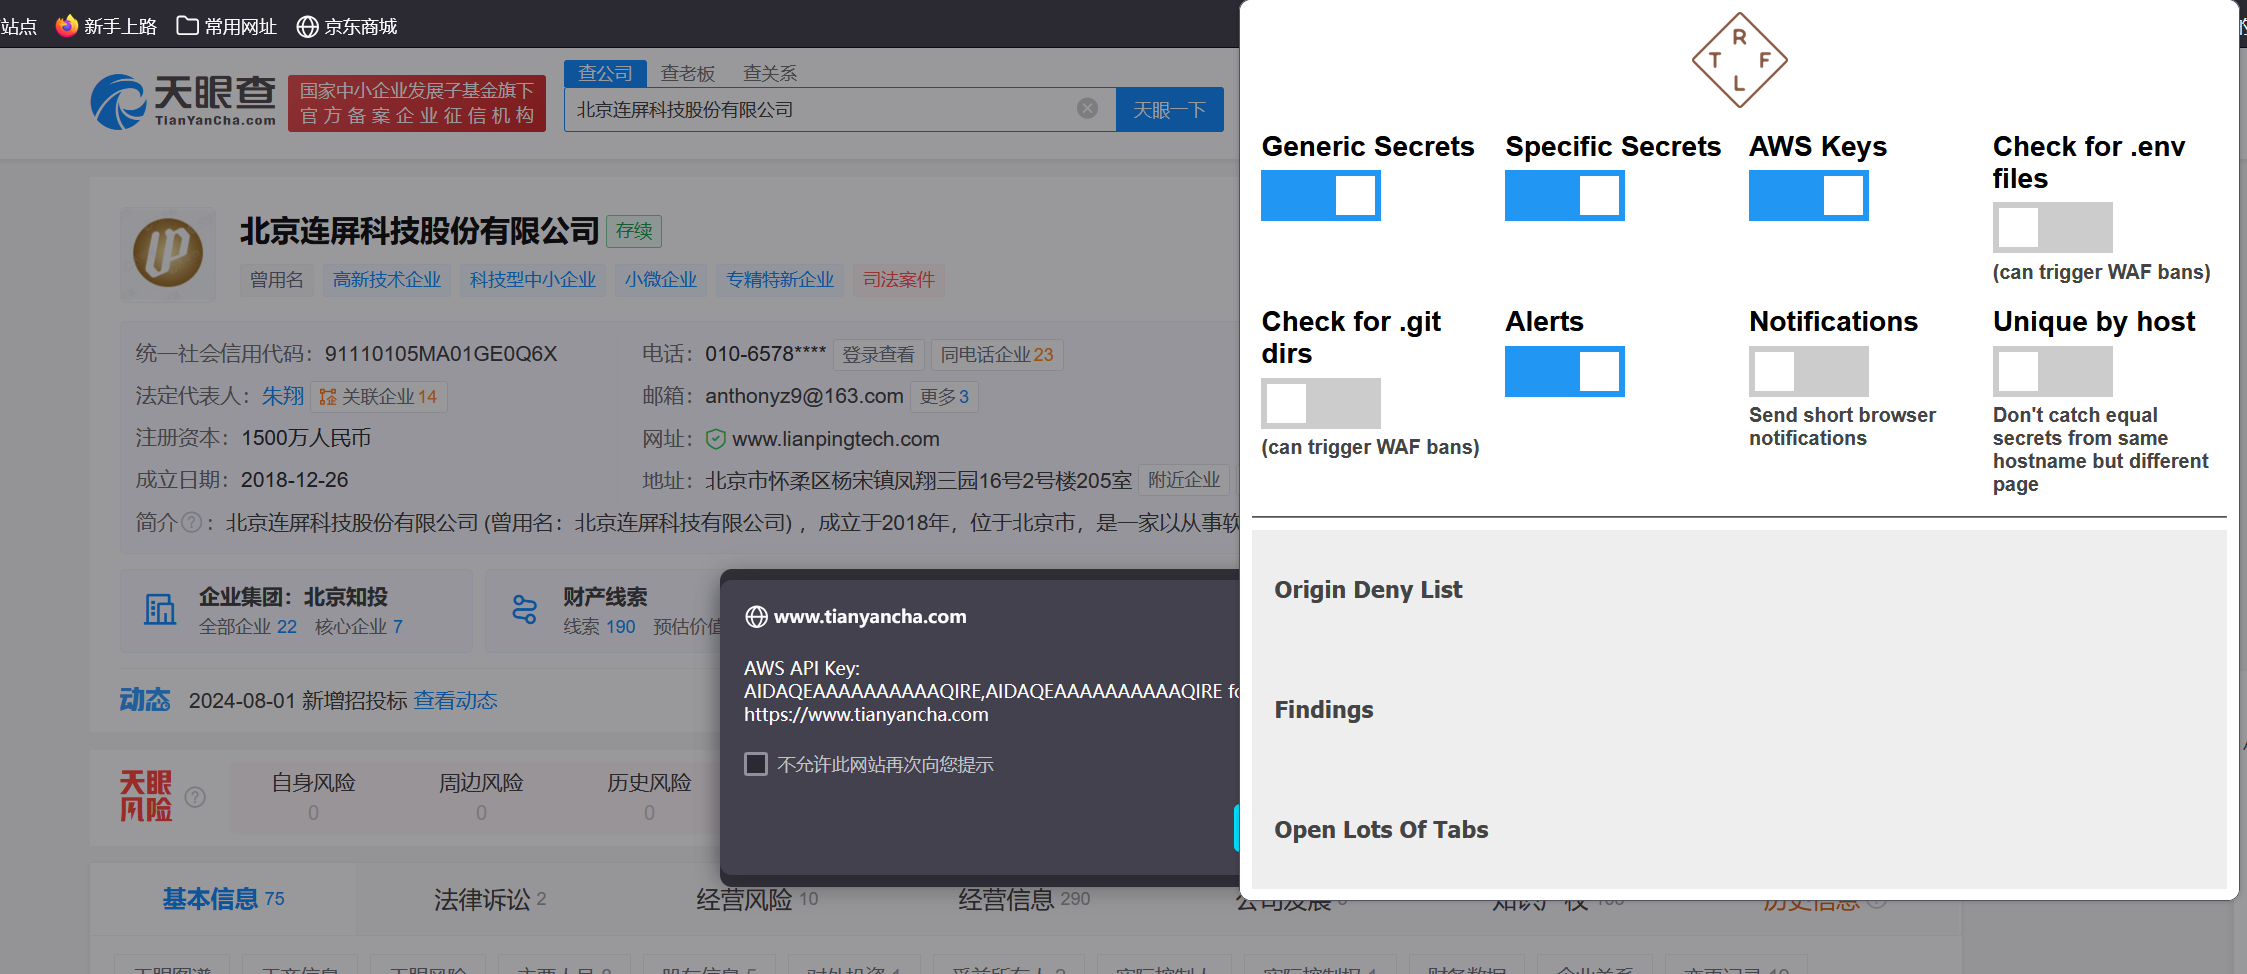 站点 新手上路 常用网址 京东商城
天眼查
TianYanCha.com
国家中小企业发展子基金旗下
官方备案企业征信机构
查公司 查老板 查关系
北京连屏科技股份有限公司 天眼一下
北京连屏科技股份有限公司 存续
曾用名 高新技术企业 科技型中小企业 小微企业 专精特新企业 司法案件
统一社会信用代码：91110105MA01GE0Q6X
电话：010-6578**** 登录查看 同电话企业 23
法定代表人：朱翔 关联企业 14
邮箱：anthonyz9@163.com 更多 3
注册资本：1500万人民币
网址：www.lianpingtech.com
成立日期：2018-12-26
地址：北京市怀柔区杨宋镇凤翔三园16号2号楼205室 附近企业
简介 ? ：北京连屏科技股份有限公司 (曾用名：北京连屏科技有限公司) ，成立于2018年，位于北京市，是一家以从事软
企业集团：北京知投
全部企业 22 核心企业 7
财产线索
线索 190 预估价值
动态 2024-08-01 新增招投标 查看动态
天眼
风险 ?
自身风险 周边风险 历史风险
0 0 0
基本信息 75 法律诉讼 2 经营风险 10 经营信息 290
www.tianyancha.com
AWS API Key:
AIDAQEAAAAAAAAAAQIRE,AIDAQEAAAAAAAAAAQIRE fo
https://www.tianyancha.com
不允许此网站再次向您提示
R
T F
L
Generic Secrets
Specific Secrets
AWS Keys
Check for .env
files
(can trigger WAF bans)
Check for .git
dirs
(can trigger WAF bans)
Alerts
Notifications
Send short browser
notifications
Unique by host
Don't catch equal
secrets from same
hostname but different
page
Origin Deny List
Findings
Open Lots Of Tabs